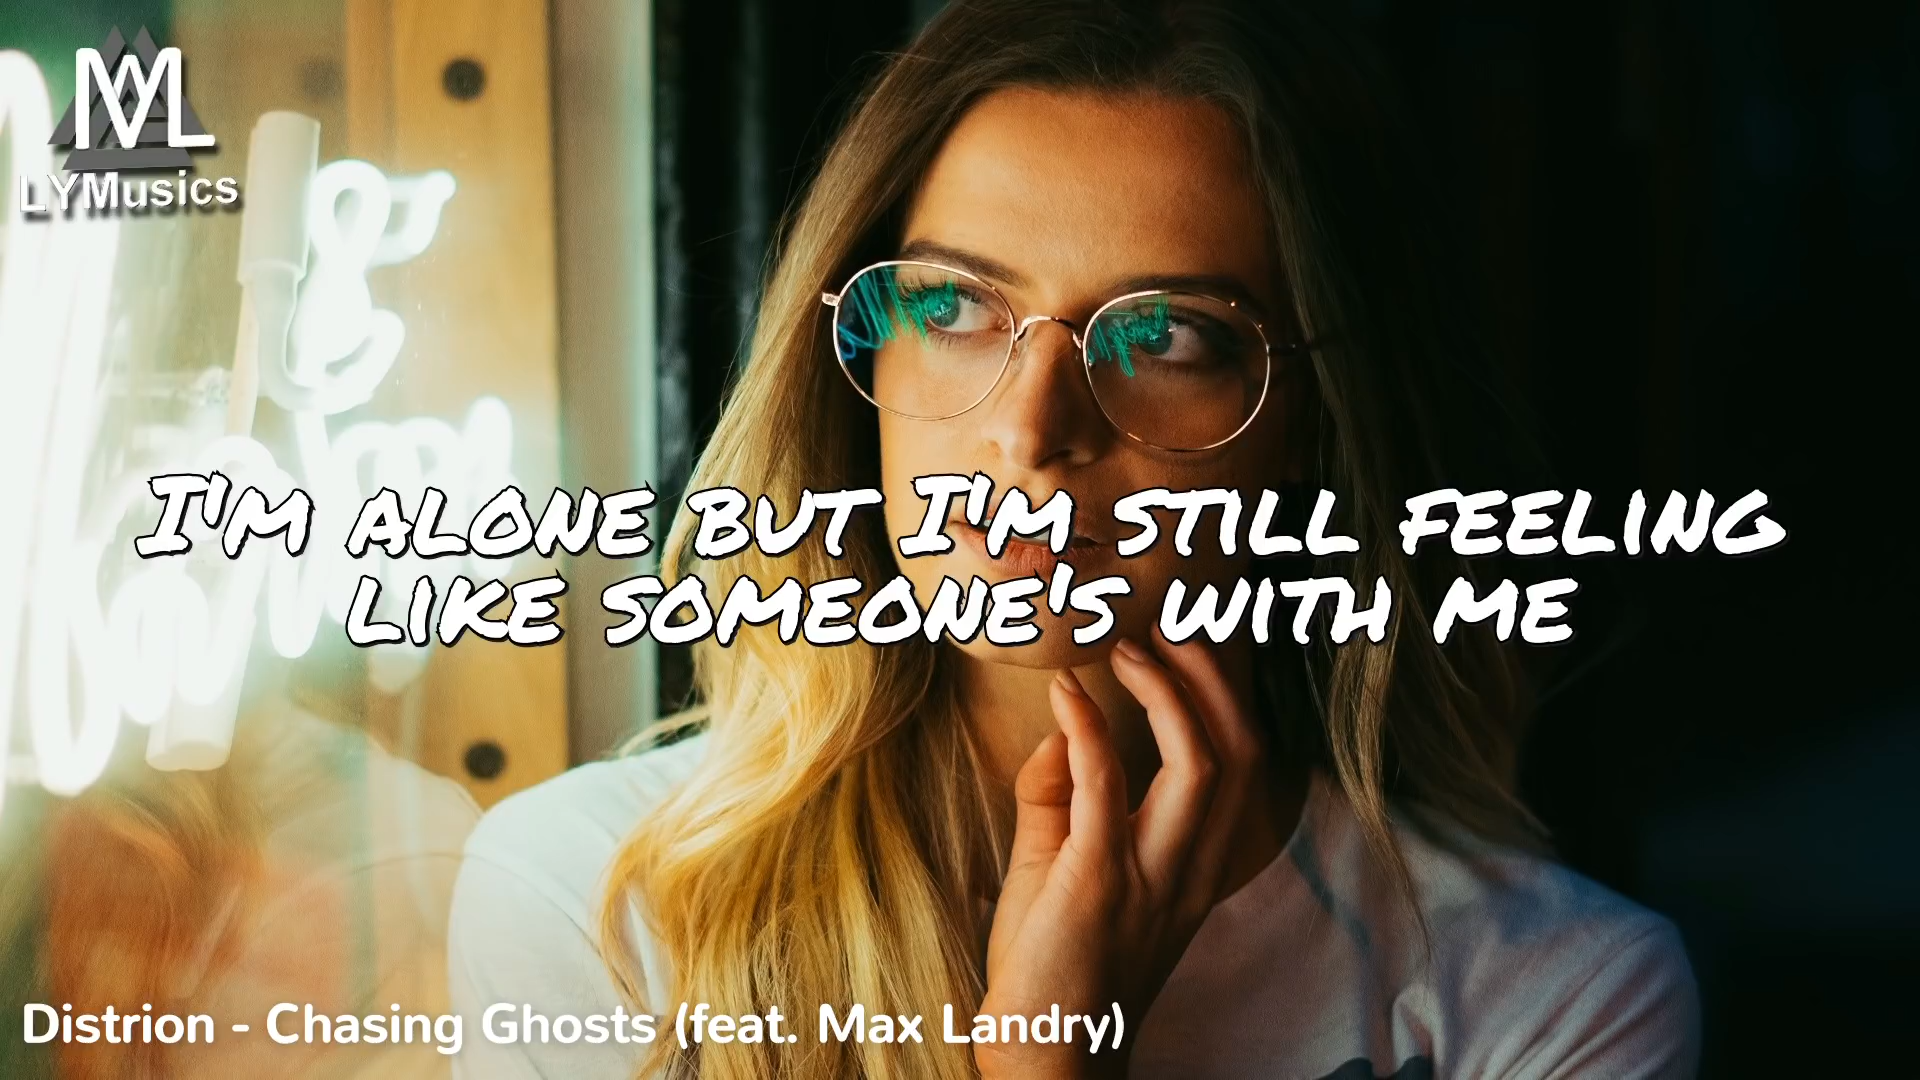 LYMusics
&
I'M ALONE BUT I'M STILL FEELING
LIKE SOMEONE'S WITH ME
Distrion - Chasing Ghosts (feat. Max Landry)